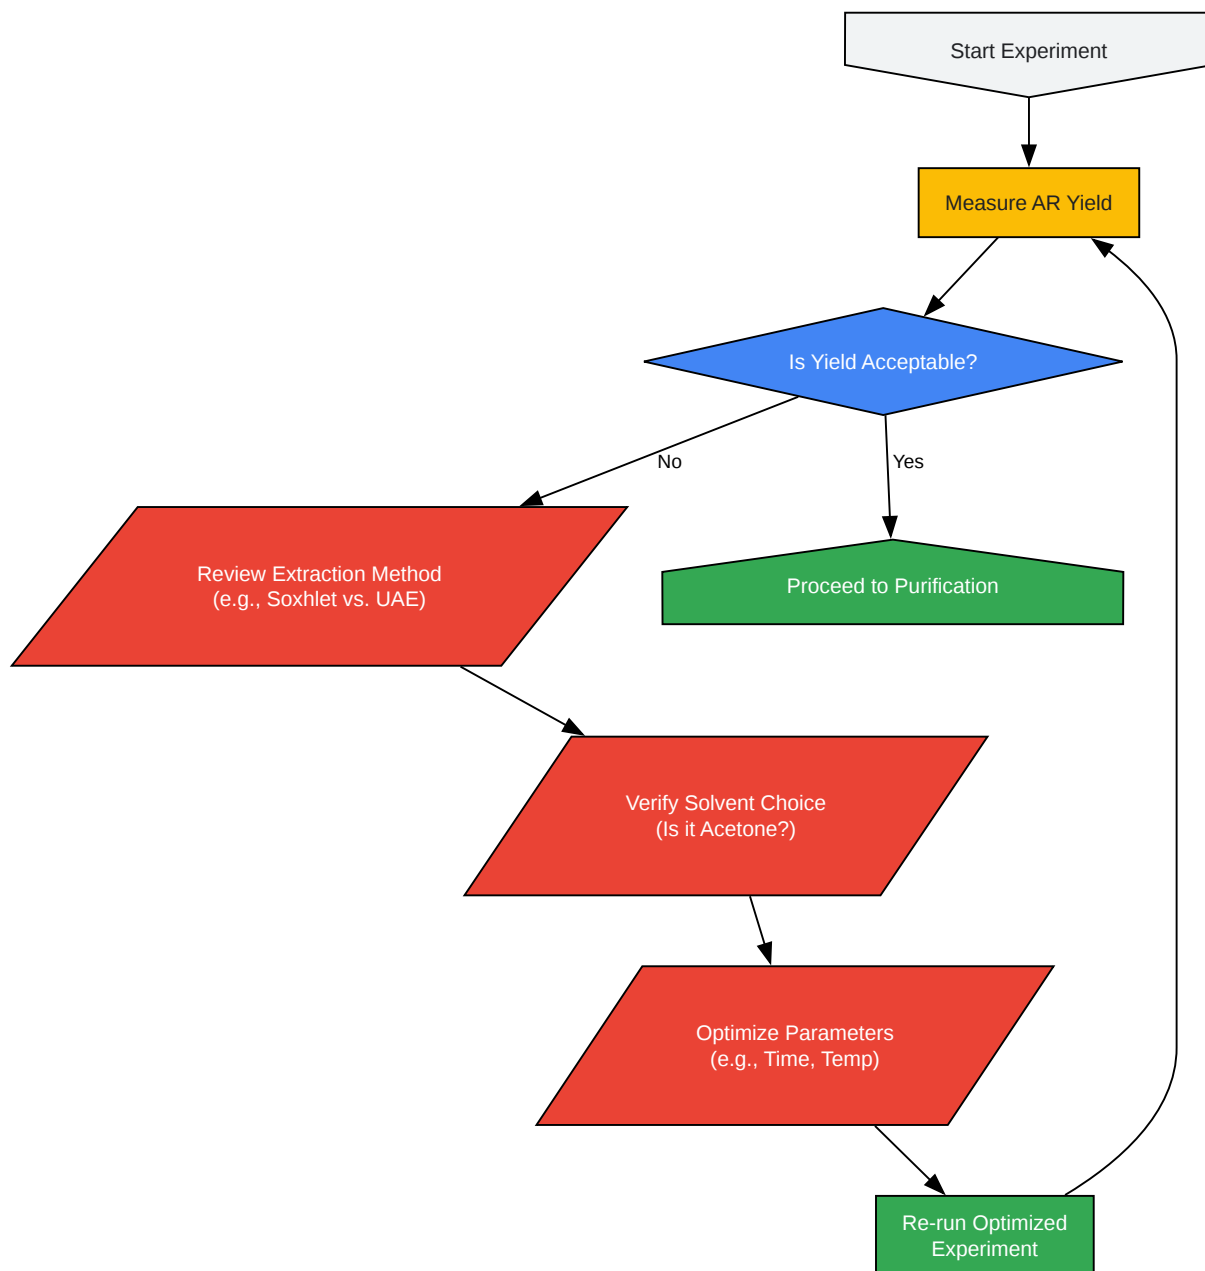 Start Experiment
Measure AR Yield
Is Yield Acceptable?
No
Yes
Review Extraction Method
(e.g., Soxhlet vs. UAE)
Proceed to Purification
Verify Solvent Choice
(Is it Acetone?)
Optimize Parameters
(e.g., Time, Temp)
Re-run Optimized
Experiment